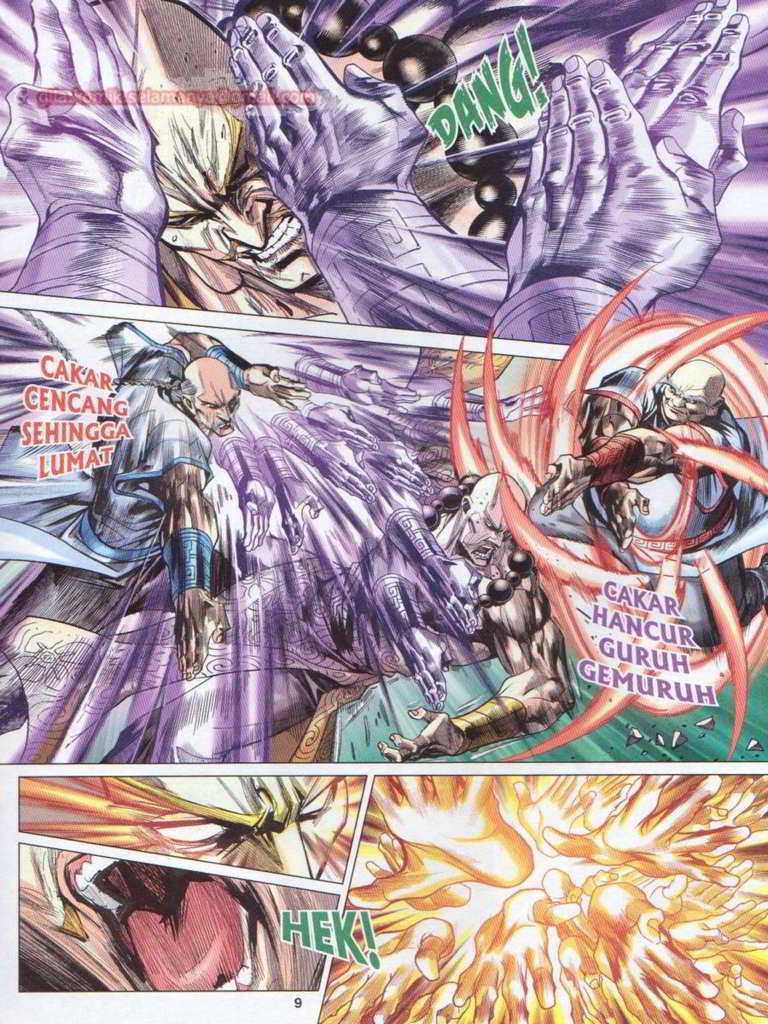 DANG!
CAKAR
CENCANG
SEHINGGA
LUMAT
CAKAR
HANCUR
GURUH
GEMURUH
HEK!
9